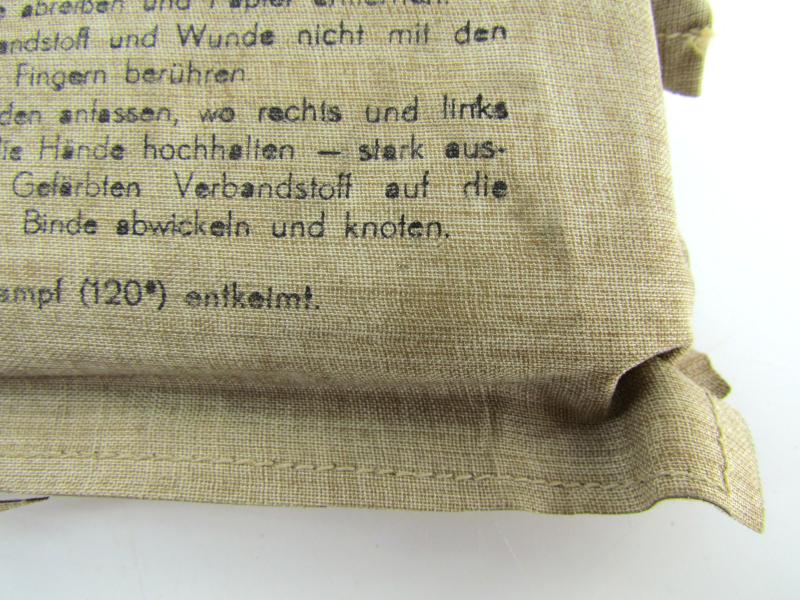 abreiben und Papier entfernen.
andstoff und Wunde nicht mit den
Fingern berühren
den anfassen, wo rechts und links
die Hände hochhalten — stark aus-
Gefärbten Verbandstoff auf die
Binde abwickeln und knoten.
ampf (120°) entkeimt.